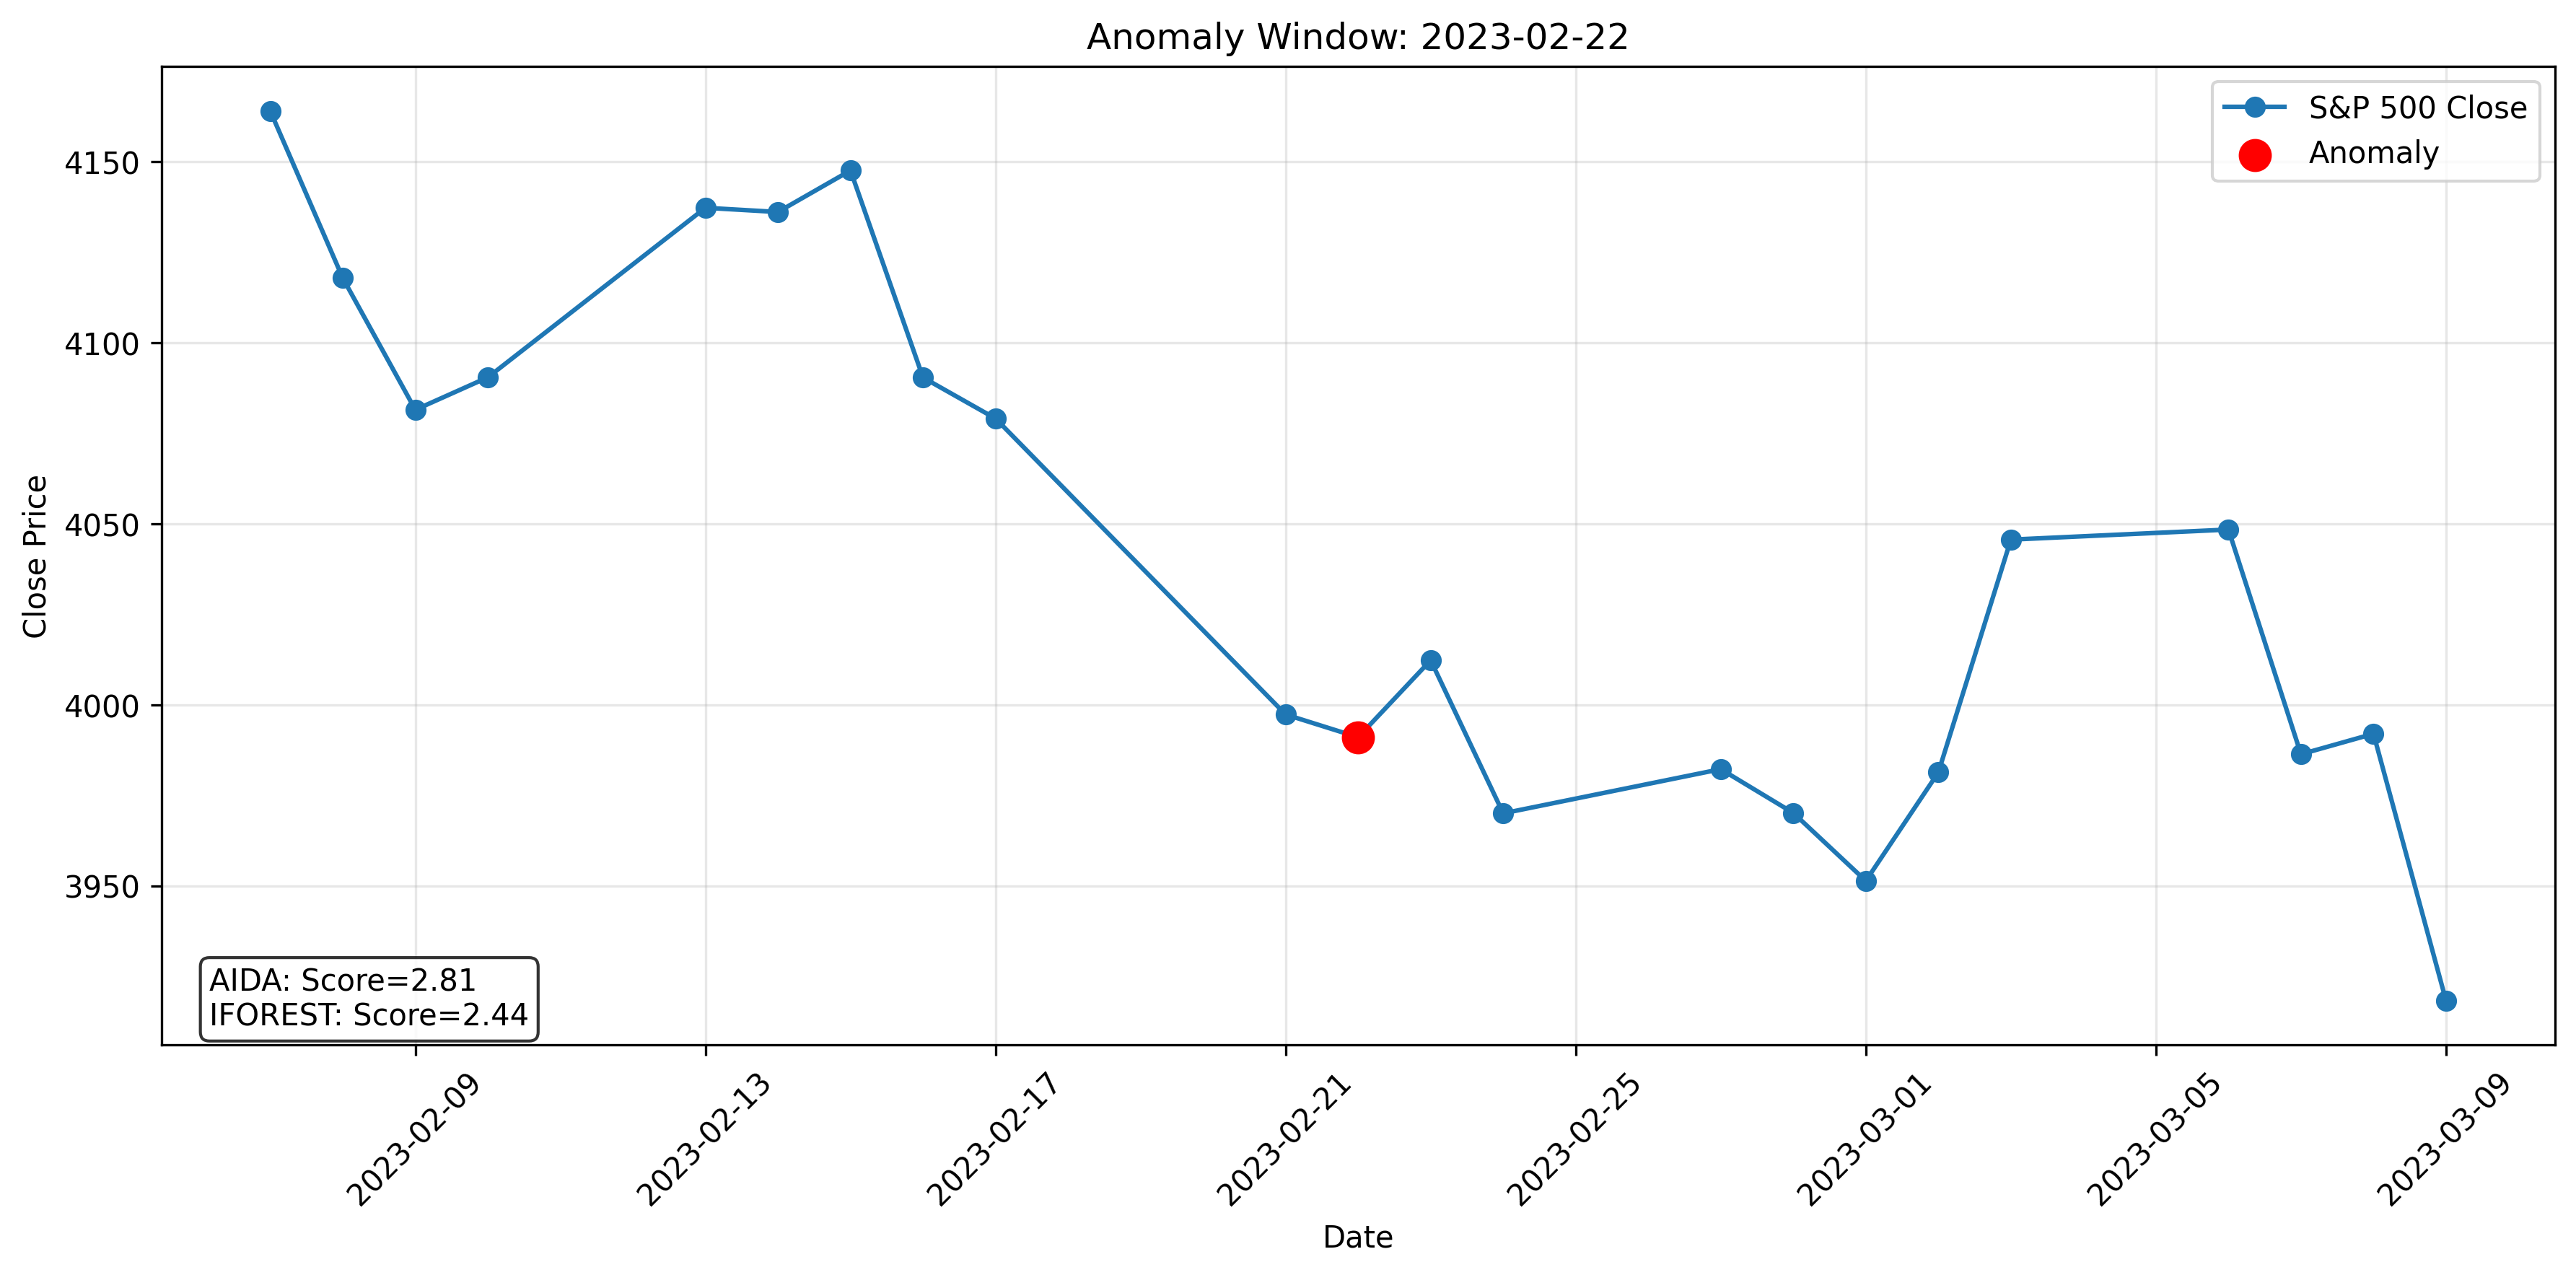 Anomaly Window: 2023-02-22
S&P 500 Close
Anomaly
Close Price
4150
4100
4050
4000
3950
AIDA: Score=2.81
IFOREST: Score=2.44
2023-02-09
2023-02-13
2023-02-17
2023-02-21
2023-02-25
2023-03-01
2023-03-05
2023-03-09
Date